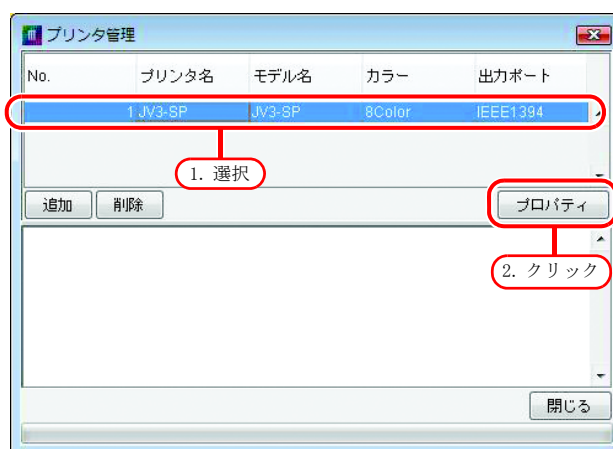 プリンタ管理
No. プリンタ名 モデル名 カラー 出力ポート
1 JV3-SP JV3-SP 8Color IEEE1394
1. 選択
追加 削除 プロパティ
2. クリック
閉じる